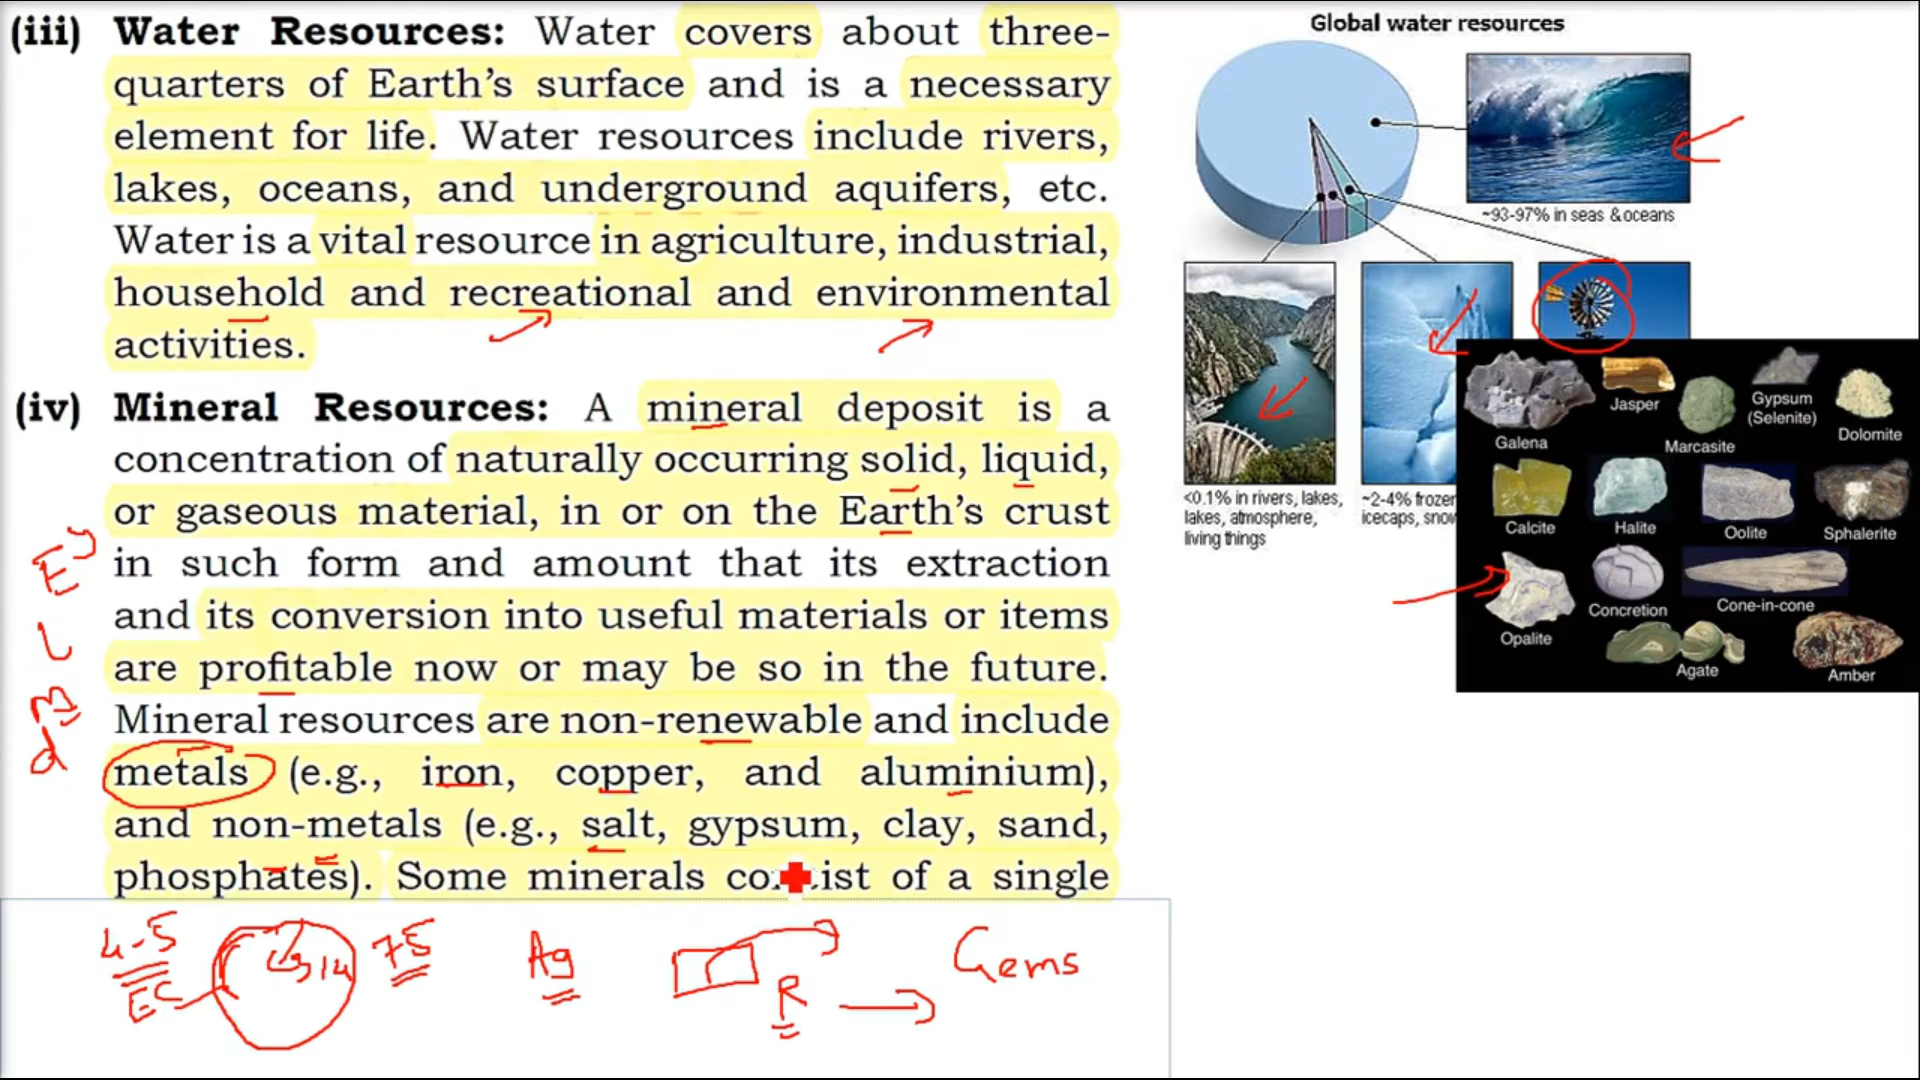 (iii) Water Resources: Water covers about three-
quarters of Earth's surface and is a necessary
element for life. Water resources include rivers,
lakes, oceans, and underground aquifers, etc.
Water is a vital resource in agriculture, industrial,
household and recreational and environmental
activities.
(iv) Mineral Resources: A mineral deposit is a
concentration of naturally occurring solid, liquid,
or gaseous material, in or on the Earth's crust
in such form and amount that its extraction
and its conversion into useful materials or items
are profitable now or may be so in the future.
Mineral resources are non-renewable and include
metals (e.g., iron, copper, and aluminium),
and non-metals (e.g., salt, gypsum, clay, sand,
phosphates). Some minerals of a single
4-5
EC
75
Ag
R
Gems
Global water resources
~93-97% in seas & oceans
<0.1% in rivers, lakes,
lakes, atmosphere,
living things
~2-4% frozen
icecaps, snow
Galena
Jasper
Marcasite
Gypsum
(Selenite)
Dolomite
Calcite
Halite
Oolite
Sphalerite
Opalite
Concretion
Cone-in-cone
Agate
Amber